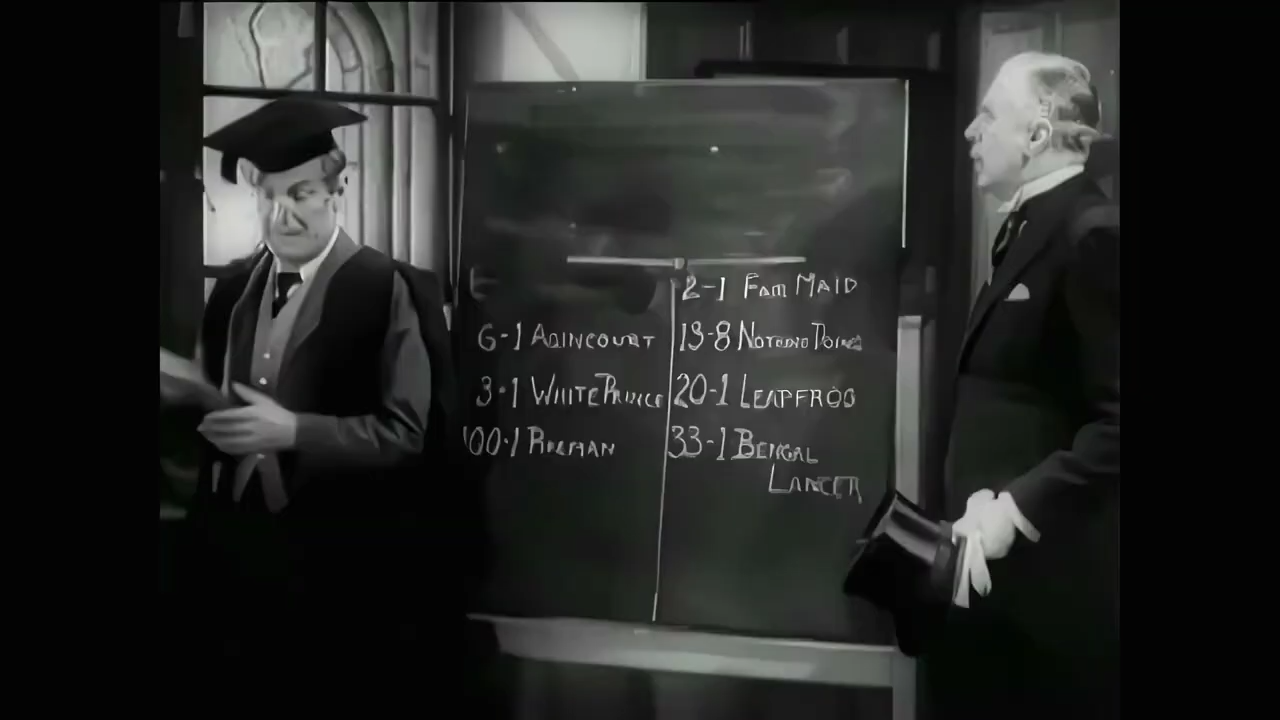 2-1 FAIR MAID
6-1 AGINCOURT
13-8
3-1 WHITE PRINCE
20-1 LEAPFROG
100-1
33-1 BENGAL
LANCER